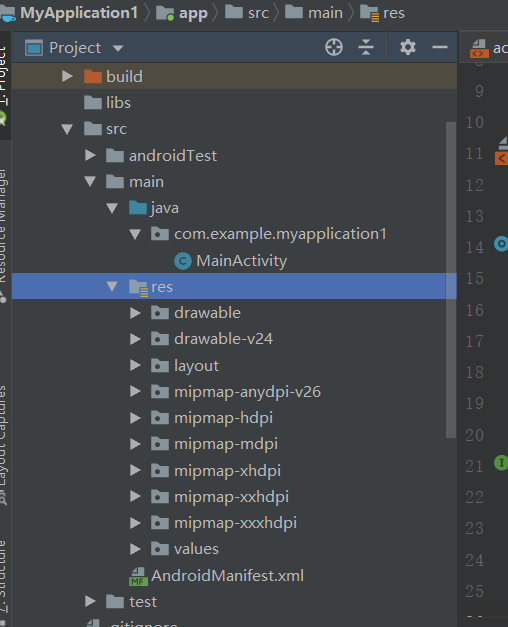 MyApplication1 app src main res
Project
1: Project
build
libs
src
androidTest
main
java
com.example.myapplication1
MainActivity
res
drawable
drawable-v24
layout
mipmap-anydpi-v26
mipmap-hdpi
mipmap-mdpi
mipmap-xhdpi
mipmap-xxhdpi
mipmap-xxxhdpi
values
AndroidManifest.xml
MF
test
.gitignore
Resource Manager
Layout Captures
7: Structure
ac
9
10
11
12
13
14
15
16
17
18
19
20
21
22
23
24
25